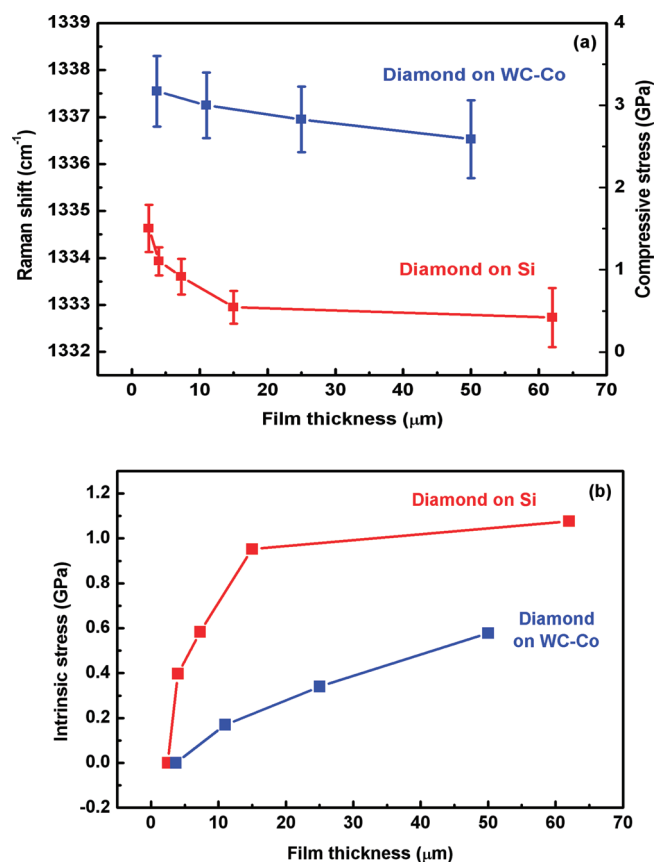 (a)
1339
1338
1337
1336
1335
1334
1333
1332
Raman shift (cm-1)
4
3
2
1
0
Compressive stress (GPa)
Diamond on WC-Co
Diamond on Si
0 10 20 30 40 50 60 70
Film thickness (μm)
(b)
1.2
1.0
0.8
0.6
0.4
0.2
0.0
-0.2
Intrinsic stress (GPa)
Diamond on Si
Diamond
on WC-Co
0 10 20 30 40 50 60 70
Film thickness (μm)